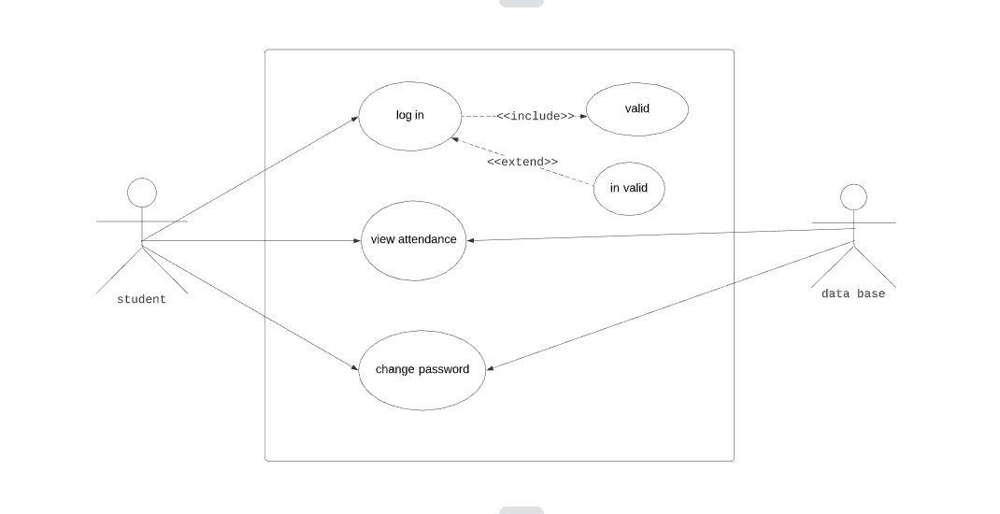 log in
<<include>>
valid
<<extend>>
in valid
view attendance
student
data base
change password